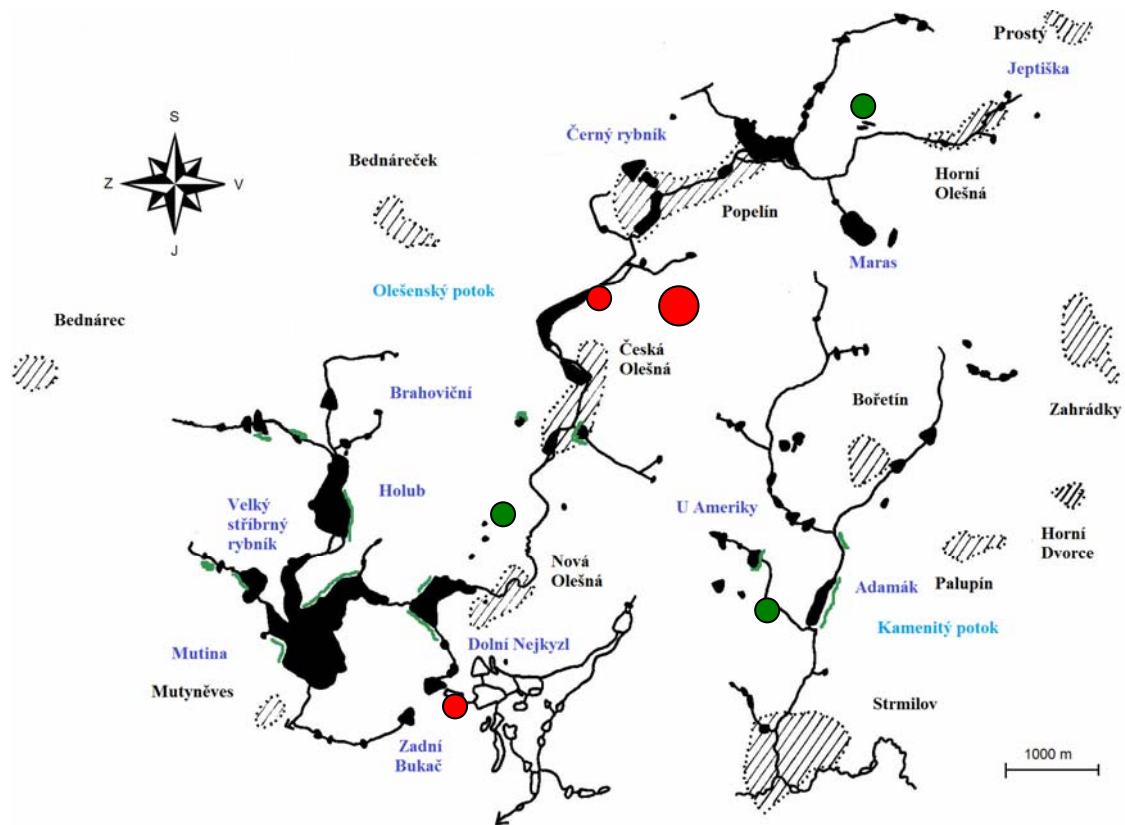 Prostý
Jeptiška
S
Z
V
J
Černý rybník
Bednáreček
Horní
Olešná
Popelín
Maras
Olešenský potok
Bednárec
Česká
Olešná
Brahoviční
Bořetín
Zahrádky
Holub
Velký
stříbrný
rybník
U Ameriky
Horní
Dvorce
Nová
Olešná
Palupín
Adamák
Kamenitý potok
Dolní Nejkyzl
Mutina
Mutyněves
Strmilov
Zadní
Bukač
1000 m